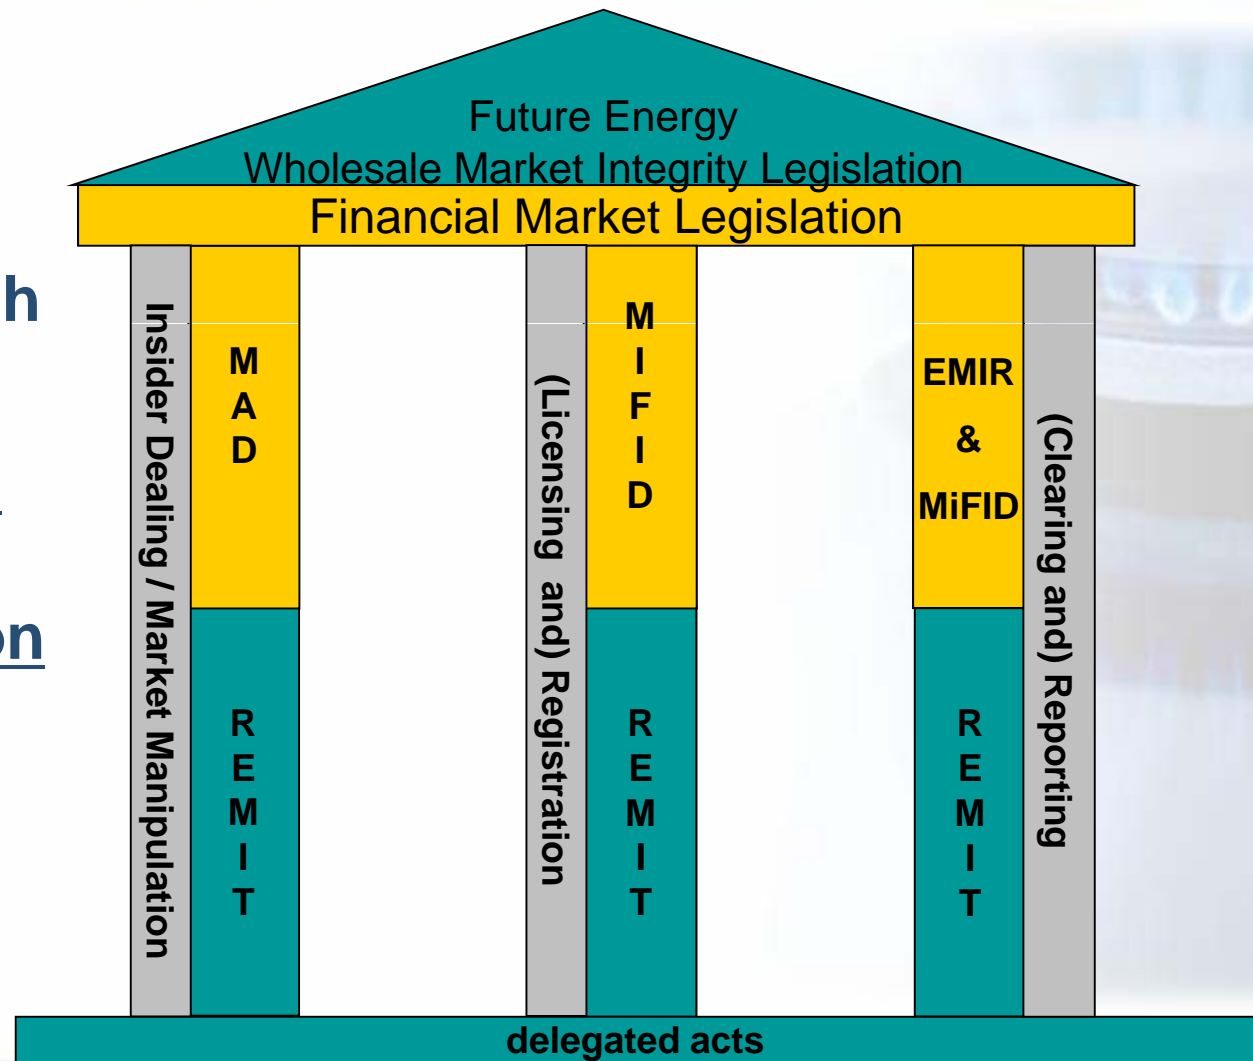 Future Energy
Wholesale Market Integrity Legislation
Financial Market Legislation
h
on
Insider Dealing / Market Manipulation
MAD
REMIT
(Licensing and) Registration
MIFID
REMIT
EMIR
&
MiFID
REMIT
(Clearing and) Reporting
delegated acts